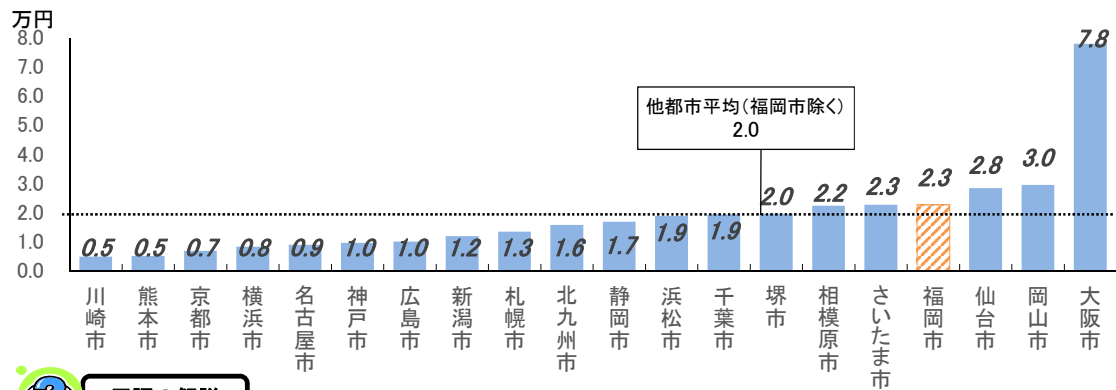 万円
8.0
7.0
6.0
5.0
4.0
3.0
2.0
1.0
0.0
他都市平均(福岡市除く)
2.0
0.5
0.5
0.7
0.8
0.9
1.0
1.0
1.2
1.3
1.6
1.7
1.9
1.9
2.0
2.2
2.3
2.3
2.8
3.0
7.8
川崎市
熊本市
京都市
横浜市
名古屋市
神戸市
広島市
新潟市
札幌市
北九州市
静岡市
浜松市
千葉市
堺市
相模原市
さいたま市
福岡市
仙台市
岡山市
大阪市